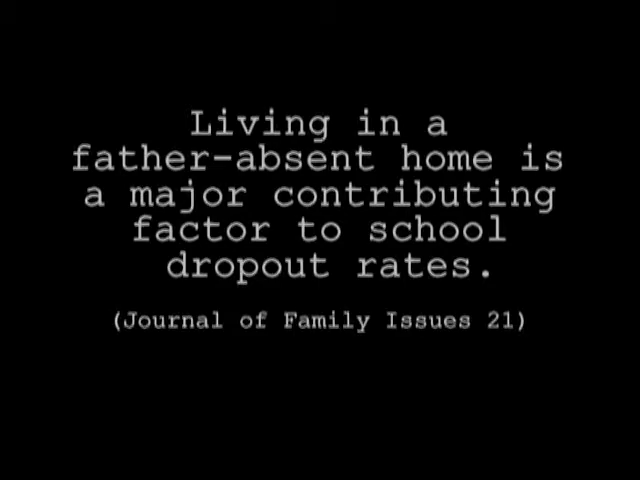 Living in a
father-absent home is
a major contributing
factor to school
dropout rates.
(Journal of Family Issues 21)